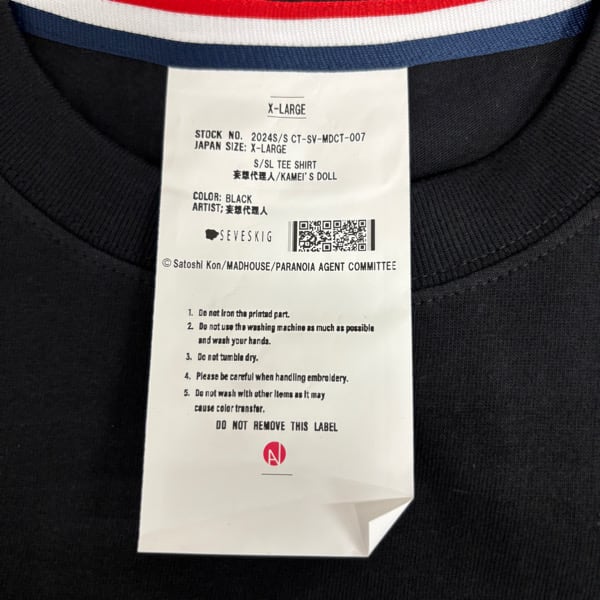 X-LARGE
STOCK NO. 2024S/S CT-SV-MDCT-007
JAPAN SIZE: X-LARGE
S/SL TEE SHIRT
妄想代理人/KAMEI'S DOLL
COLOR: BLACK
ARTIST; 妄想代理人
SEVESKIG
© Satoshi Kon/MADHOUSE/PARANOIA AGENT COMMITTEE
1. Do not iron the printed part.
2. Do not use the washing machine as much as possible
and wash your hands.
3. Do not tumble dry.
4. Please be careful when handling embroidery.
5. Do not wash with other items as it may
cause color transfer.
DO NOT REMOVE THIS LABEL